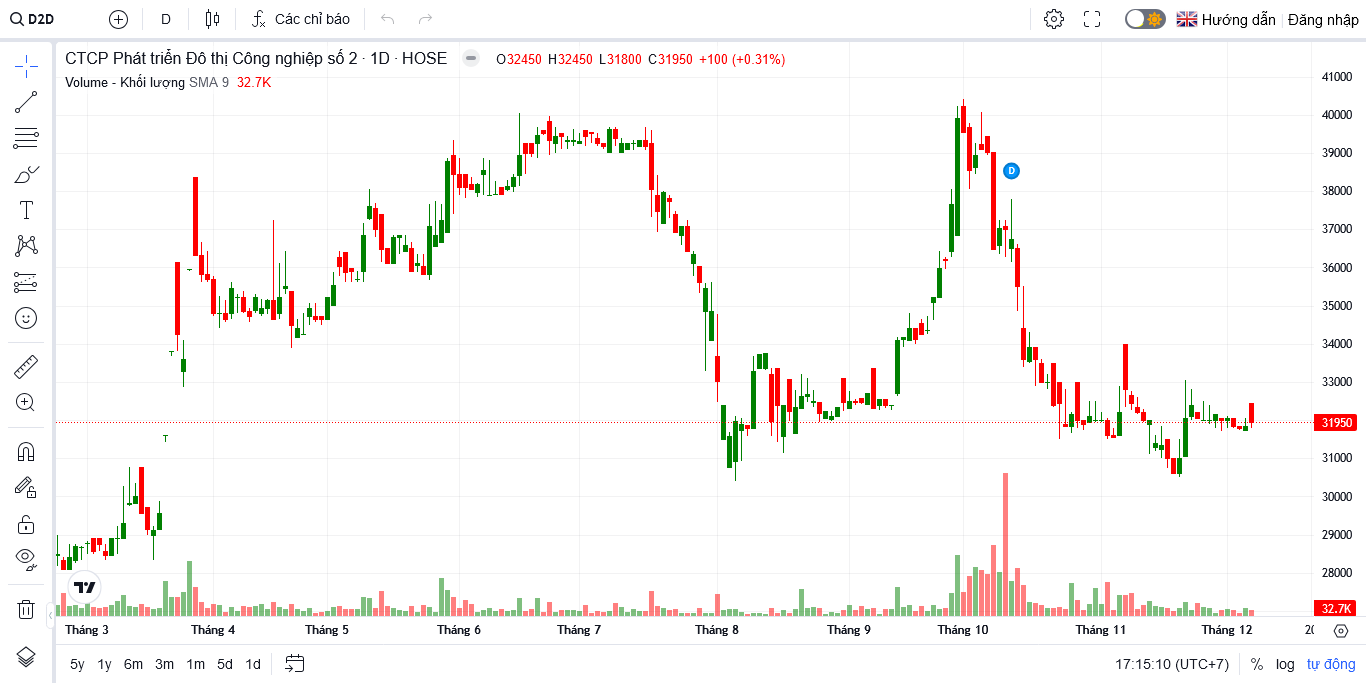 D2D D Các chỉ báo Hướng dẫn Đăng nhập
CTCP Phát triển Đô thị Công nghiệp số 2 · 1D · HOSE O32450 H32450 L31800 C31950 +100 (+0.31%)
Volume - Khối lượng SMA 9 32.7K
41000
40000
39000
38000
37000
36000
35000
34000
33000
31950
31000
30000
29000
28000
32.7K
D
Tháng 3 Tháng 4 Tháng 5 Tháng 6 Tháng 7 Tháng 8 Tháng 9 Tháng 10 Tháng 11 Tháng 12
5y 1y 6m 3m 1m 5d 1d 17:15:10 (UTC+7) % log tự động